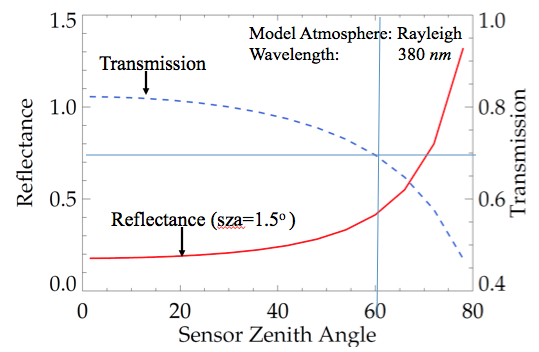 1.5
1.0
0.5
0.0
Reflectance
Model Atmosphere: Rayleigh
Wavelength: 380 nm
Transmission
Reflectance (sza=1.5º)
1.0
0.8
0.6
0.4
Transmission
0 20 40 60 80
Sensor Zenith Angle